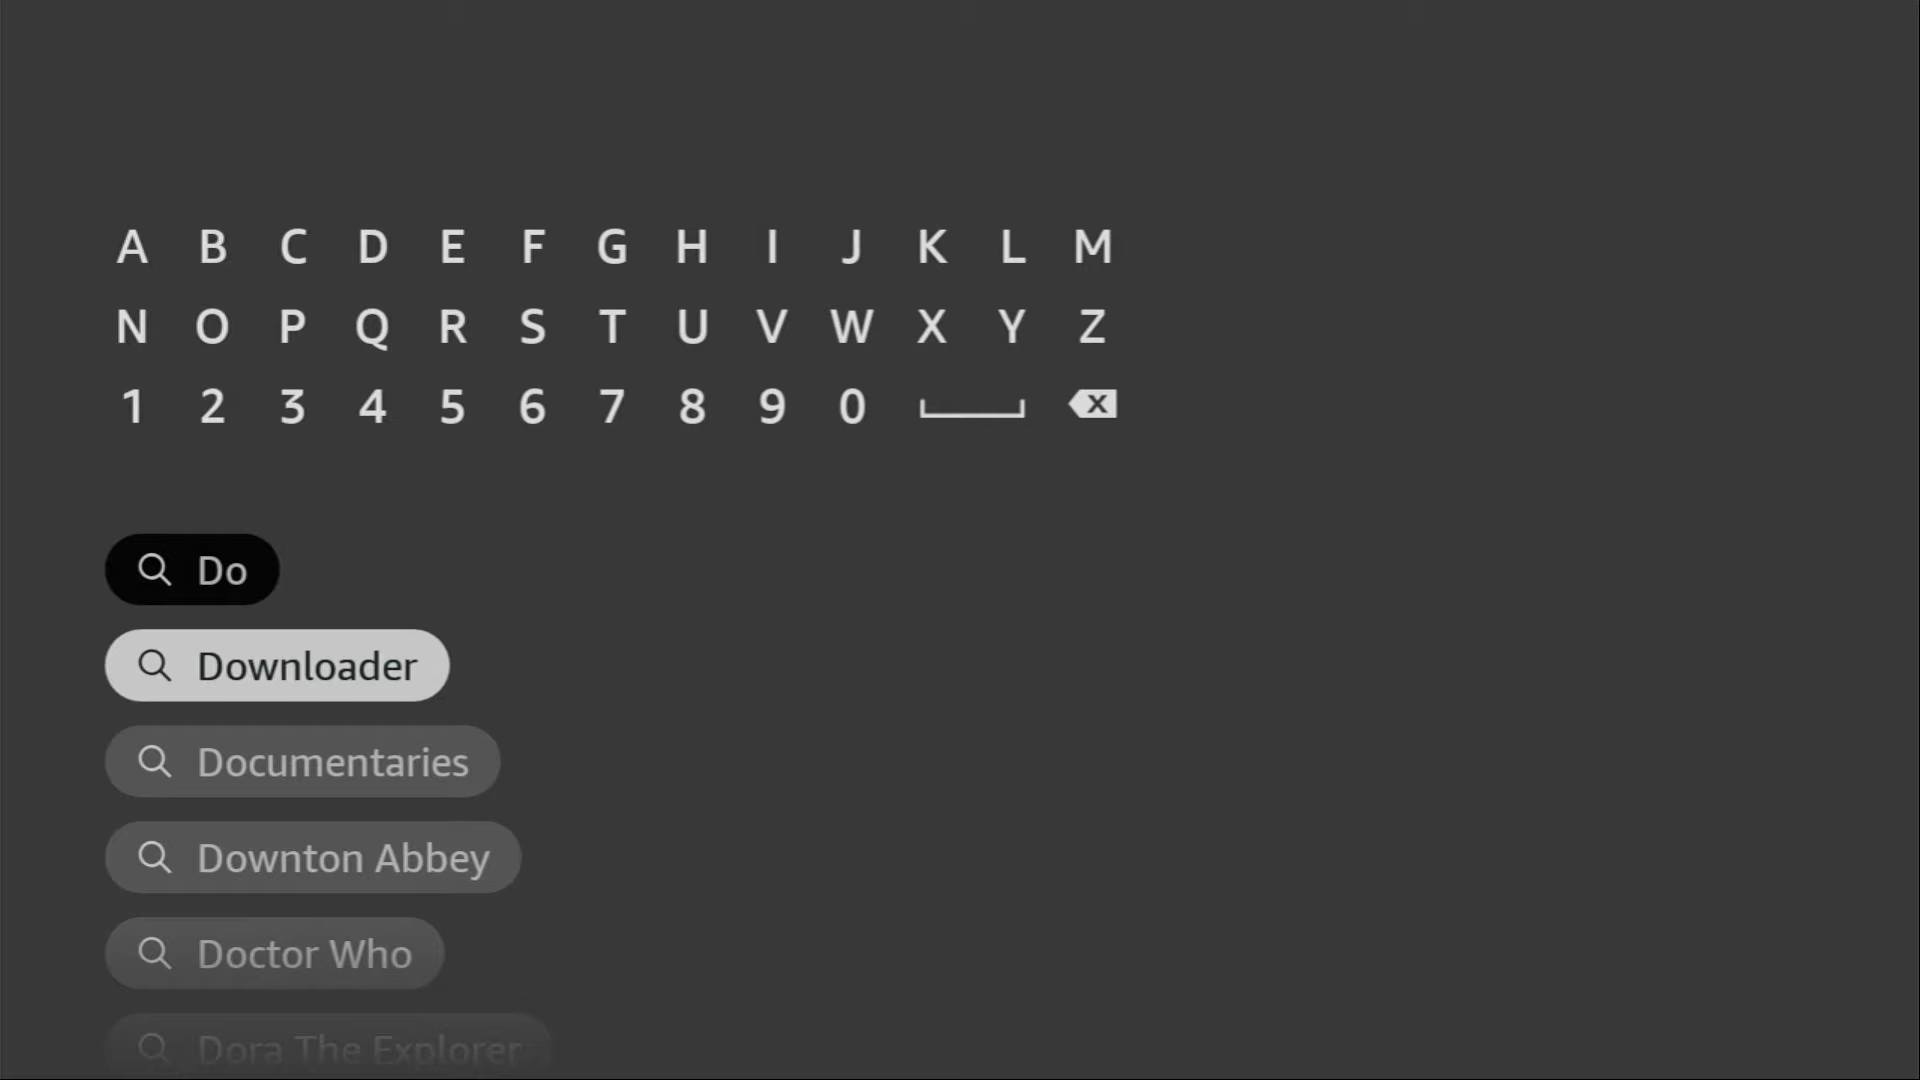 A B C D E F G H I J K L M
N O P Q R S T U V W X Y Z
1 2 3 4 5 6 7 8 9 0
Do
Downloader
Documentaries
Downton Abbey
Doctor Who
Dora The Explorer